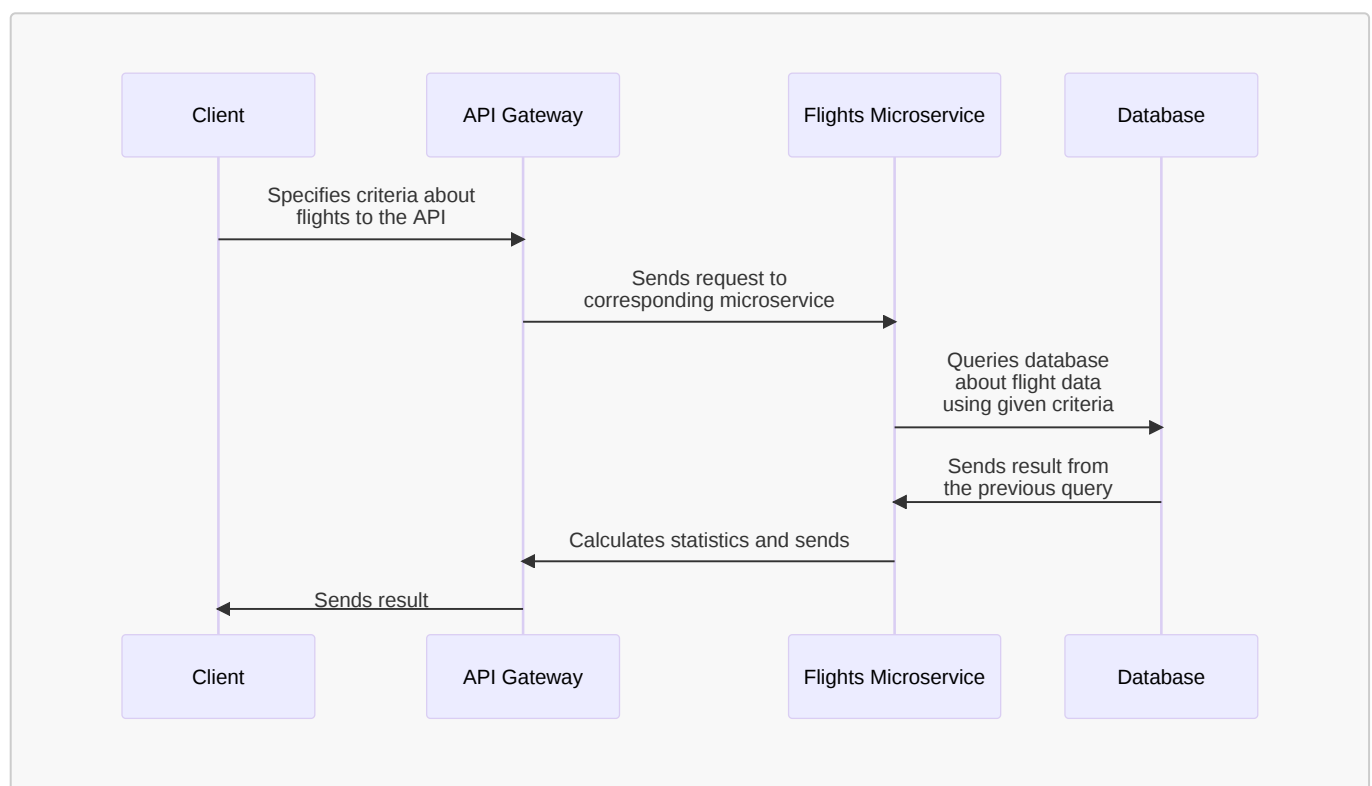 Client
API Gateway
Flights Microservice
Database
Specifies criteria about
flights to the API
Sends request to
corresponding microservice
Queries database
about flight data
using given criteria
Sends result from
the previous query
Calculates statistics and sends
Sends result
Client
API Gateway
Flights Microservice
Database